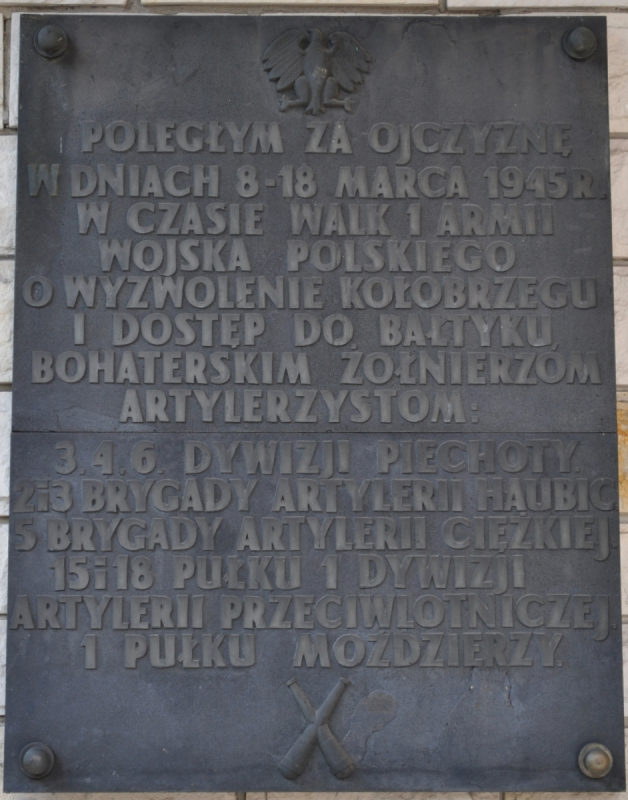 POLEGŁYM ZA OJCZYZNĘ
W DNIACH 8-18 MARCA 1945R.
W CZASIE WALK 1 ARMII
WOJSKA POLSKIEGO
O WYZWOLENIE KOŁOBRZEGU
I DOSTĘP DO BAŁTYKU,
BOHATERSKIM ŻOŁNIERZOM
ARTYLERZYSTOM:
3.4.6. DYWIZJI PIECHOTY.
2i3 BRYGADY ARTYLERII HAUBIC
5 BRYGADY ARTYLERII CIĘŻKIEJ.
15i18 PUŁKU 1 DYWIZJI
ARTYLERII PRZECIWLOTNICZEJ.
1 PUŁKU MOŹDZIERZY.